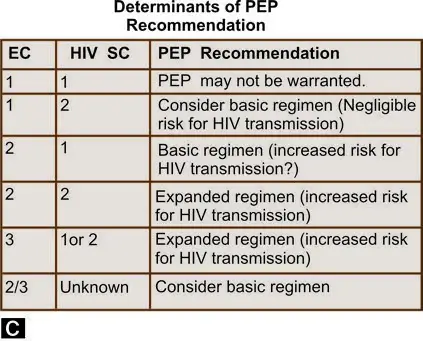 Determinants of PEP
Recommendation
EC HIV SC PEP Recommendation
1 1 PEP may not be warranted.
1 2 Consider basic regimen (Negligible
risk for HIV transmission)
2 1 Basic regimen (increased risk for
HIV transmission?)
2 2 Expanded regimen (increased risk
for HIV transmission)
3 1or 2 Expanded regimen (increased risk
for HIV transmission)
2/3 Unknown Consider basic regimen
C